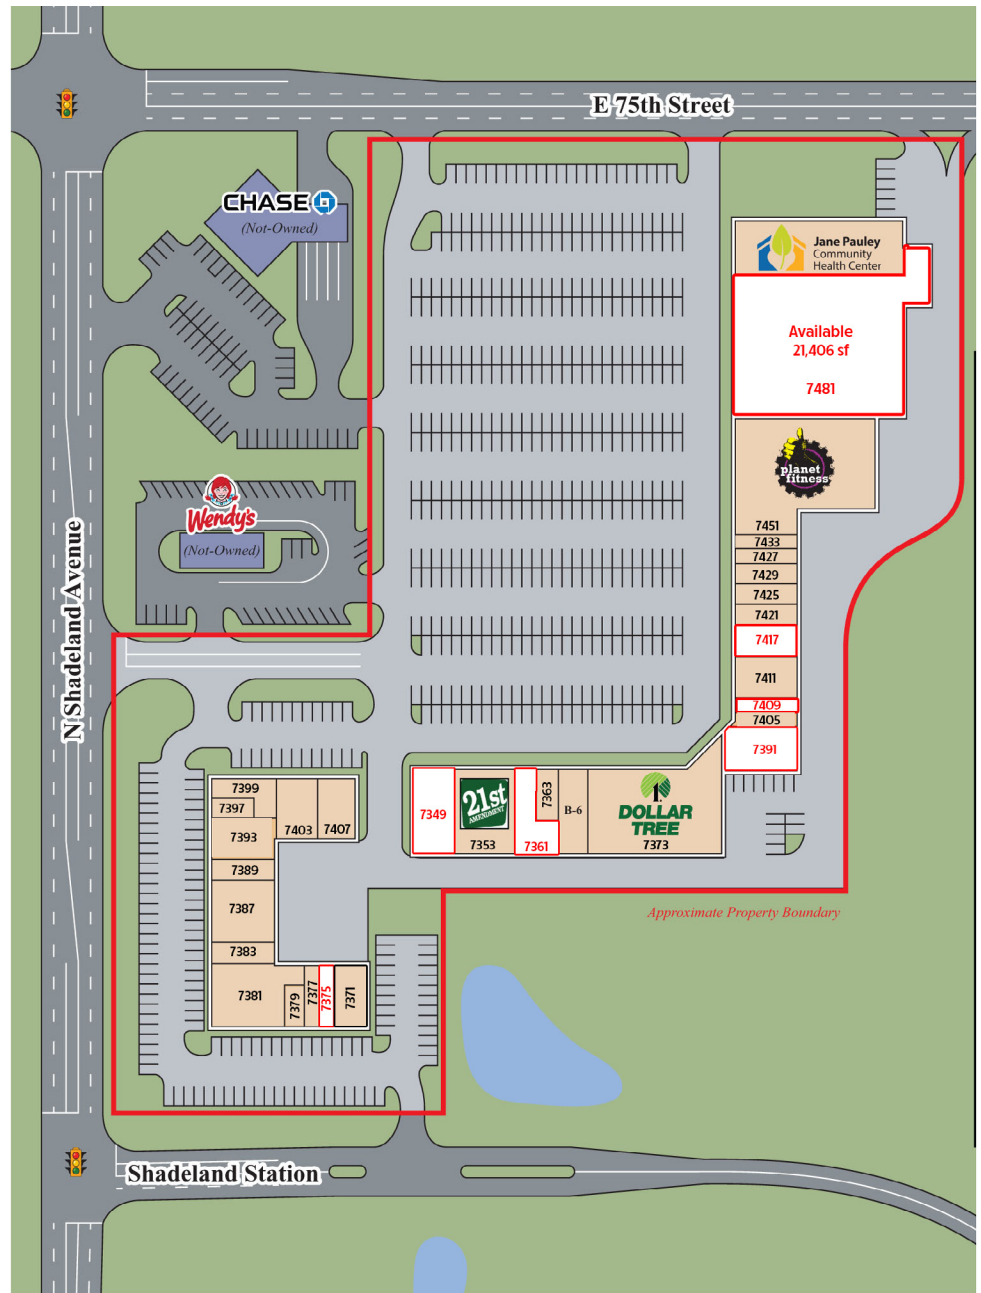 E 75th Street
CHASE
(Not-Owned)
Jane Pauley
Community
Health Center
Available
21,406 sf
7481
planet
fitness
Wendy's
(Not-Owned)
N Shadeland Avenue
7451
7433
7427
7429
7425
7421
7417
7411
7409
7405
7391
7399
7397
7393
7403
7407
7389
7387
7383
7381
7379
7377
7375
7371
7349
21st
AMENDMENT
7353
7361
7363
B-6
1
DOLLAR
TREE
7373
Approximate Property Boundary
Shadeland Station